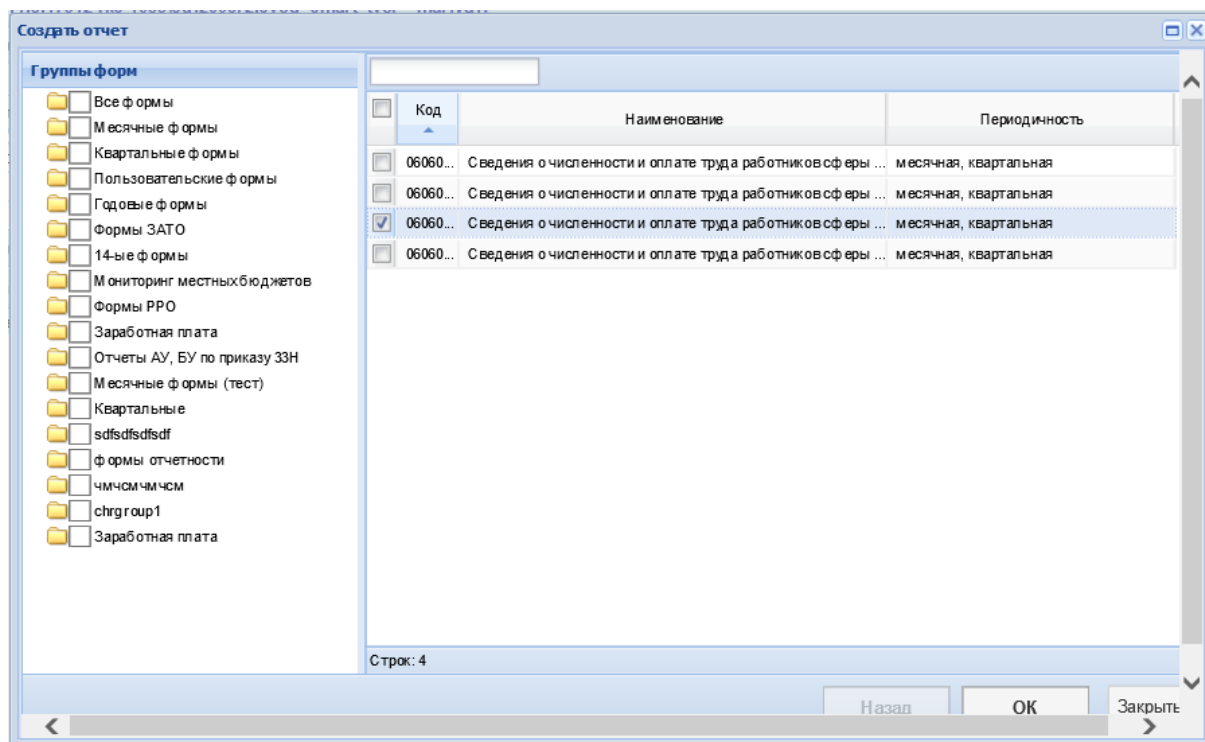 Создать отчет
Группы форм
Все формы
Месячные формы
Квартальные формы
Пользовательские формы
Годовые формы
Формы ЗАТО
14-ые формы
Мониторинг местных бюджетов
Формы РРО
Заработная плата
Отчеты АУ, БУ по приказу 33Н
Месячные формы (тест)
Квартальные
sdfsdfsdfsdf
формы отчетности
чмчсмчмчсм
chrgroup1
Заработная плата
Код Наименование Периодичность
06060... Сведения о численности и оплате труда работников сферы ... месячная, квартальная
06060... Сведения о численности и оплате труда работников сферы ... месячная, квартальная
06060... Сведения о численности и оплате труда работников сферы ... месячная, квартальная
06060... Сведения о численности и оплате труда работников сферы ... месячная, квартальная
Строк: 4
Назад ОК Закрыть